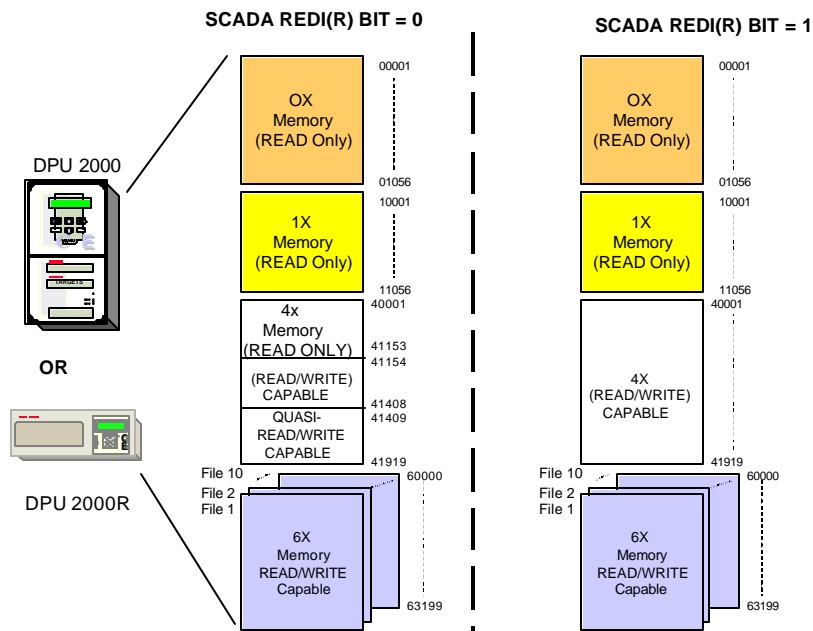 SCADA REDI(R) BIT = 0
SCADA REDI(R) BIT = 1
DPU 2000
TARGETS
OR
DPU 2000R
OX
Memory
(READ Only)
00001
01056
1X
Memory
(READ Only)
10001
11056
4x
Memory
(READ ONLY)
40001
41153
41154
(READ/WRITE)
CAPABLE
41408
41409
QUASI-
READ/WRITE
CAPABLE
41919
File 10
File 2
File 1
60000
6X
Memory
READ/WRITE
Capable
63199
OX
Memory
(READ Only)
00001
01056
1X
Memory
(READ Only)
10001
11056
40001
4X
(READ/WRITE)
CAPABLE
41919
File 10
File 2
File 1
60000
6X
Memory
READ/WRITE
Capable
63199